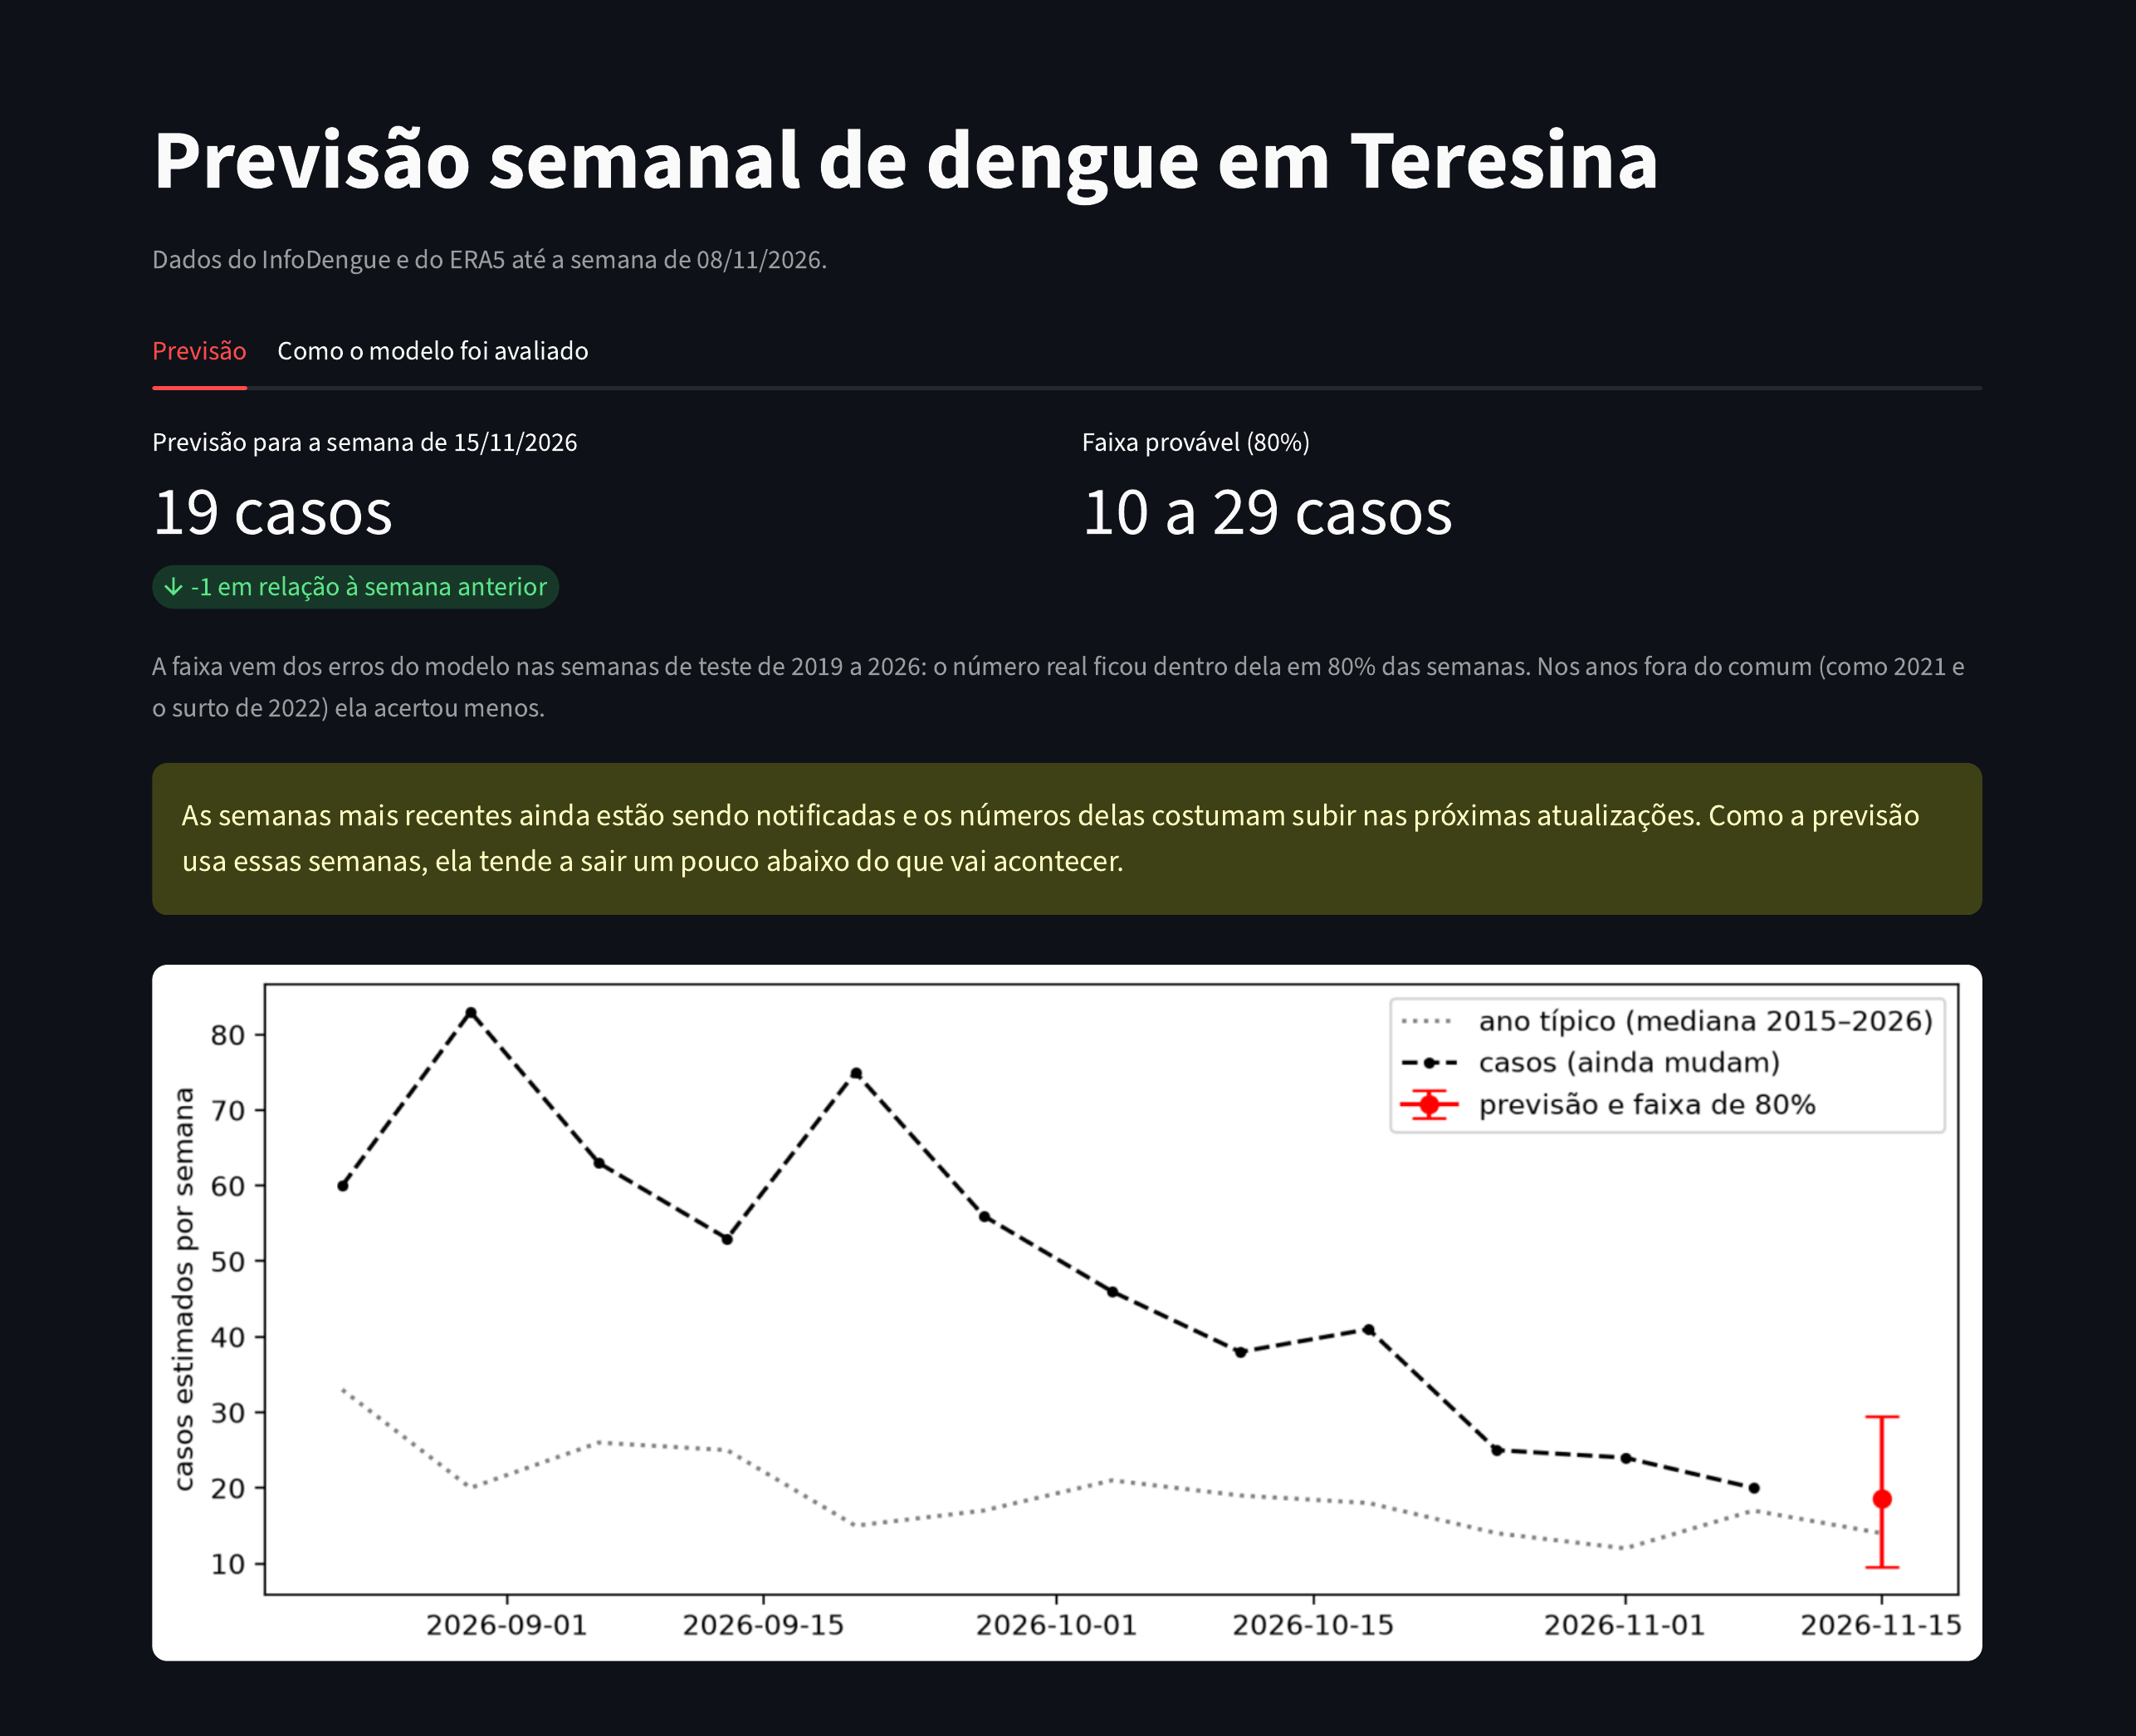 Previsão semanal de dengue em Teresina
Dados do InfoDengue e do ERA5 até a semana de 08/11/2026.
Previsão
Como o modelo foi avaliado
Previsão para a semana de 15/11/2026
19 casos
↓ -1 em relação à semana anterior
Faixa provável (80%)
10 a 29 casos
A faixa vem dos erros do modelo nas semanas de teste de 2019 a 2026: o número real ficou dentro dela em 80% das semanas. Nos anos fora do comum (como 2021 e
o surto de 2022) ela acertou menos.
As semanas mais recentes ainda estão sendo notificadas e os números delas costumam subir nas próximas atualizações. Como a previsão
usa essas semanas, ela tende a sair um pouco abaixo do que vai acontecer.
casos estimados por semana
80
70
60
50
40
30
20
10
ano típico (mediana 2015–2026)
casos (ainda mudam)
previsão e faixa de 80%
2026-09-01
2026-09-15
2026-10-01
2026-10-15
2026-11-01
2026-11-15